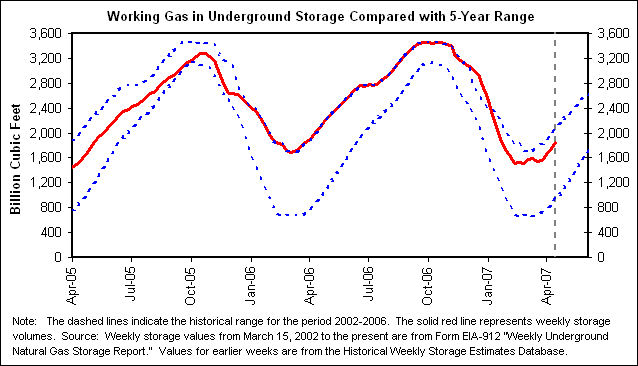 Working Gas in Underground Storage Compared with 5-Year Range
Billion Cubic Feet
3,600
3,200
2,800
2,400
2,000
1,600
1,200
800
400
0
3,600
3,200
2,800
2,400
2,000
1,600
1,200
800
400
0
Apr-05
Jul-05
Oct-05
Jan-06
Apr-06
Jul-06
Oct-06
Jan-07
Apr-07
Note: The dashed lines indicate the historical range for the period 2002-2006. The solid red line represents weekly storage
volumes. Source: Weekly storage values from March 15, 2002 to the present are from Form EIA-912 "Weekly Underground
Natural Gas Storage Report." Values for earlier weeks are from the Historical Weekly Storage Estimates Database.